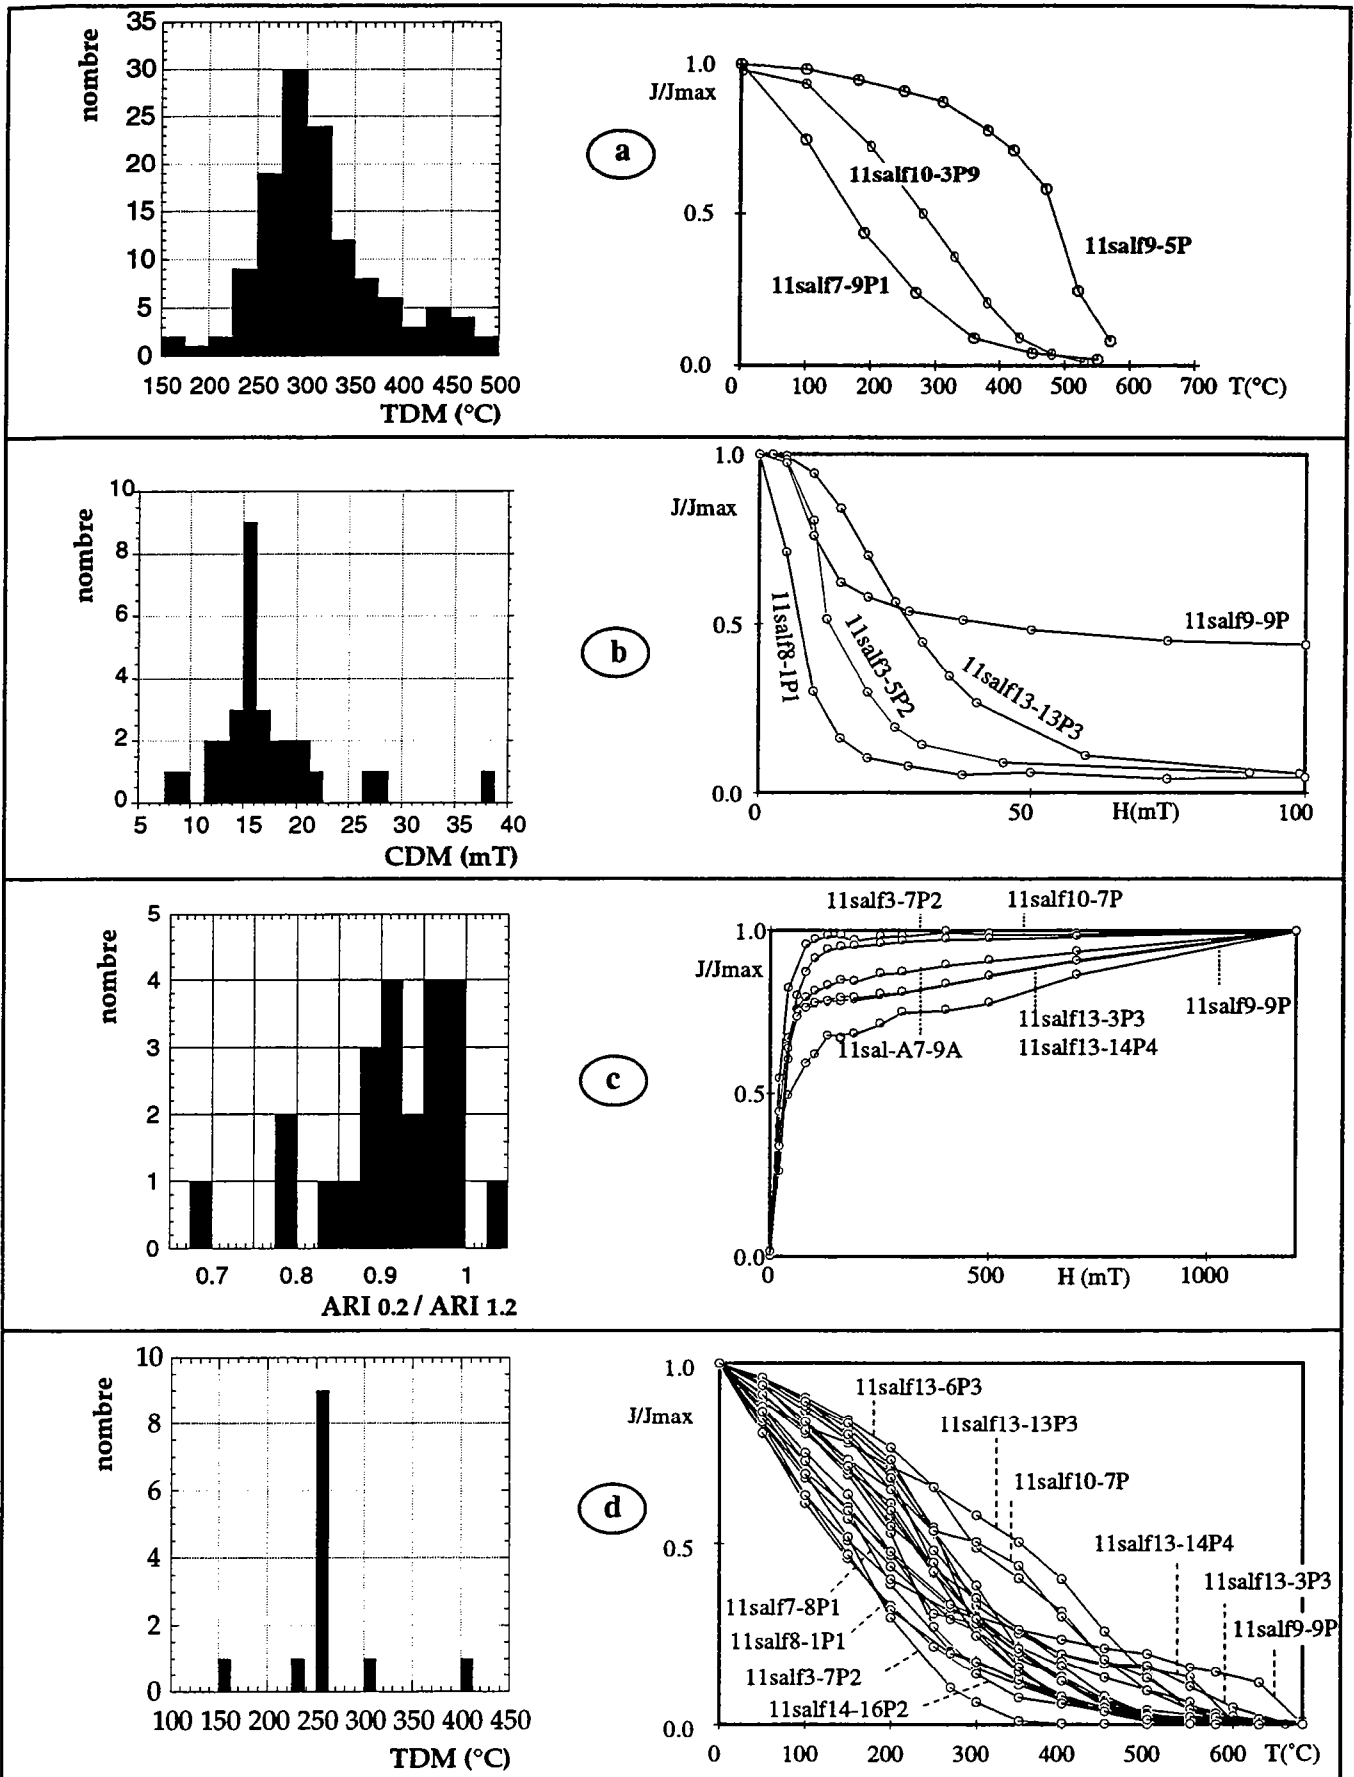 nombre
35
30
25
20
15
10
5
0
150 200 250 300 350 400 450 500
TDM (°C)
a
1.0
J/Jmax
0.5
0.0
11salf10-3P9
11salf9-5P
11salf7-9P1
0 100 200 300 400 500 600 700 T(°C)
nombre
10
8
6
4
2
0
5 10 15 20 25 30 35 40
CDM (mT)
b
1.0
J/Jmax
0.5
0.0
11salf9-9P
11salf8-1P1
11salf3-5P2
11salf13-13P3
0 50 H(mT) 100
nombre
5
4
3
2
1
0
0.7 0.8 0.9 1
ARI 0.2 / ARI 1.2
c
11salf3-7P2 11salf10-7P
1.0
J/Jmax
0.5
0.0
11salf9-9P
11salf13-3P3
11sal-A7-9A 11salf13-14P4
0 500 H (mT) 1000
nombre
10
8
6
4
2
0
100 150 200 250 300 350 400 450
TDM (°C)
d
1.0
J/Jmax
0.5
0.0
11salf13-6P3
11salf13-13P3
11salf10-7P
11salf13-14P4
11salf13-3P3
11salf9-9P
11salf7-8P1
11salf8-1P1
11salf3-7P2
11salf14-16P2
0 100 200 300 400 500 600 T(°C)